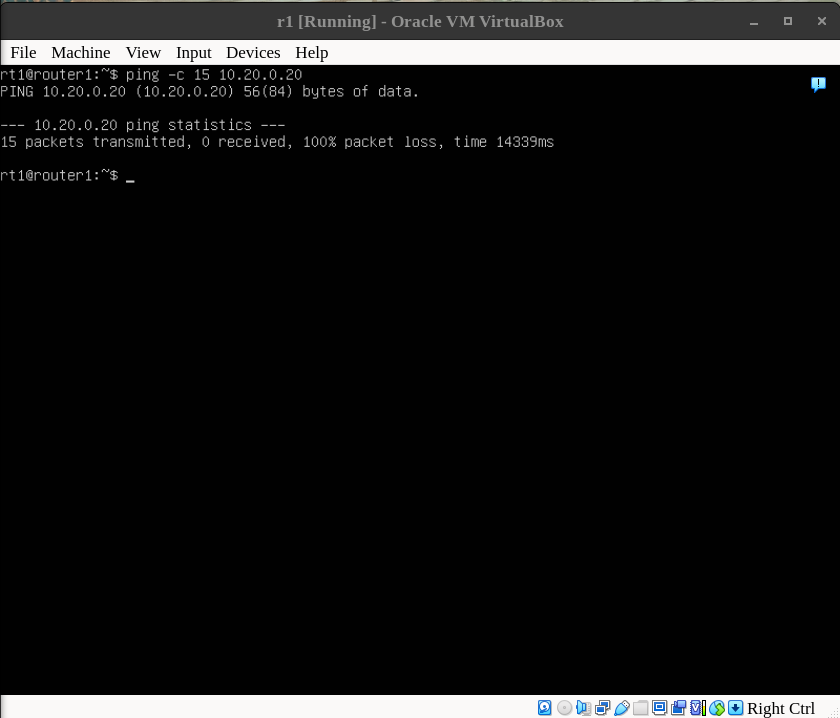 r1 [Running] - Oracle VM VirtualBox
File Machine View Input Devices Help
rt1@router1:~$ ping -c 15 10.20.0.20
PING 10.20.0.20 (10.20.0.20) 56(84) bytes of data.
--- 10.20.0.20 ping statistics ---
15 packets transmitted, 0 received, 100% packet loss, time 14339ms
rt1@router1:~$ _
Right Ctrl